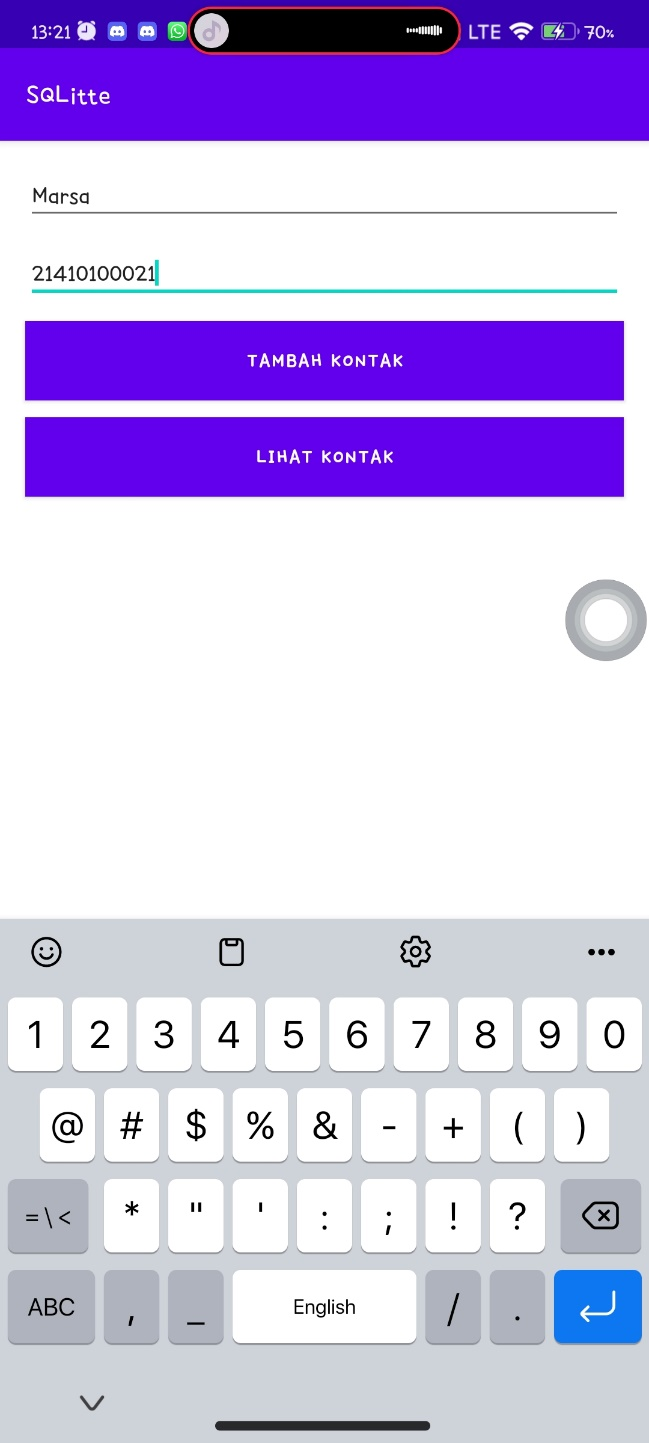 13:21 LTE 70%
SQLitte
Marsa
21410100021
TAMBAH KONTAK
LIHAT KONTAK
1 2 3 4 5 6 7 8 9 0
@ # $ % & - + ( )
=\< * " ' : ; ! ?
ABC , _ English / .